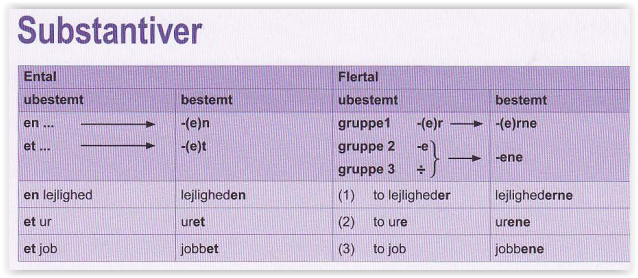 Substantiver
Ental Flertal
ubestemt bestemt ubestemt bestemt
en ... → -(e)n gruppe1 -(e)r → -(e)rne
et ... → -(e)t gruppe 2 -e
gruppe 3 ÷ → -ene
en lejlighed lejligheden (1) to lejligheder lejlighederne
et ur uret (2) to ure urene
et job jobbet (3) to job jobbene